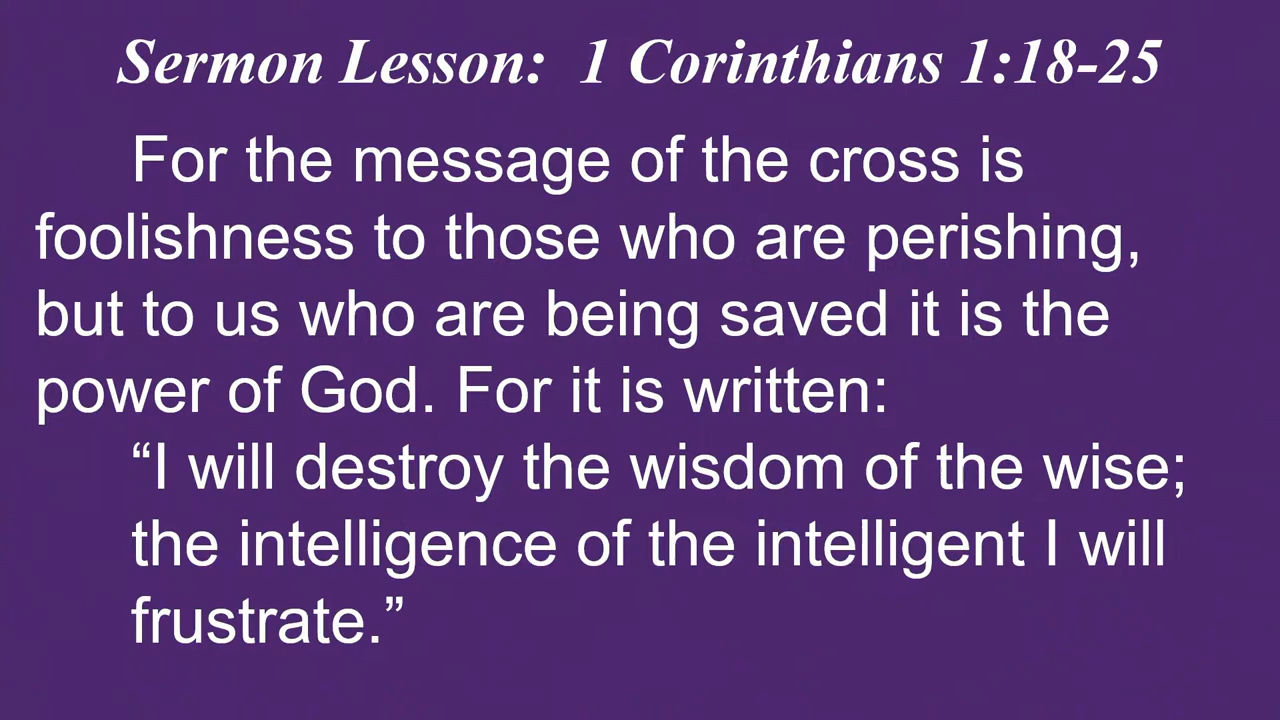 Sermon Lesson:  1 Corinthians 1:18-25
For the message of the cross is
foolishness to those who are perishing,
but to us who are being saved it is the
power of God. For it is written:
“I will destroy the wisdom of the wise;
the intelligence of the intelligent I will
frustrate.”